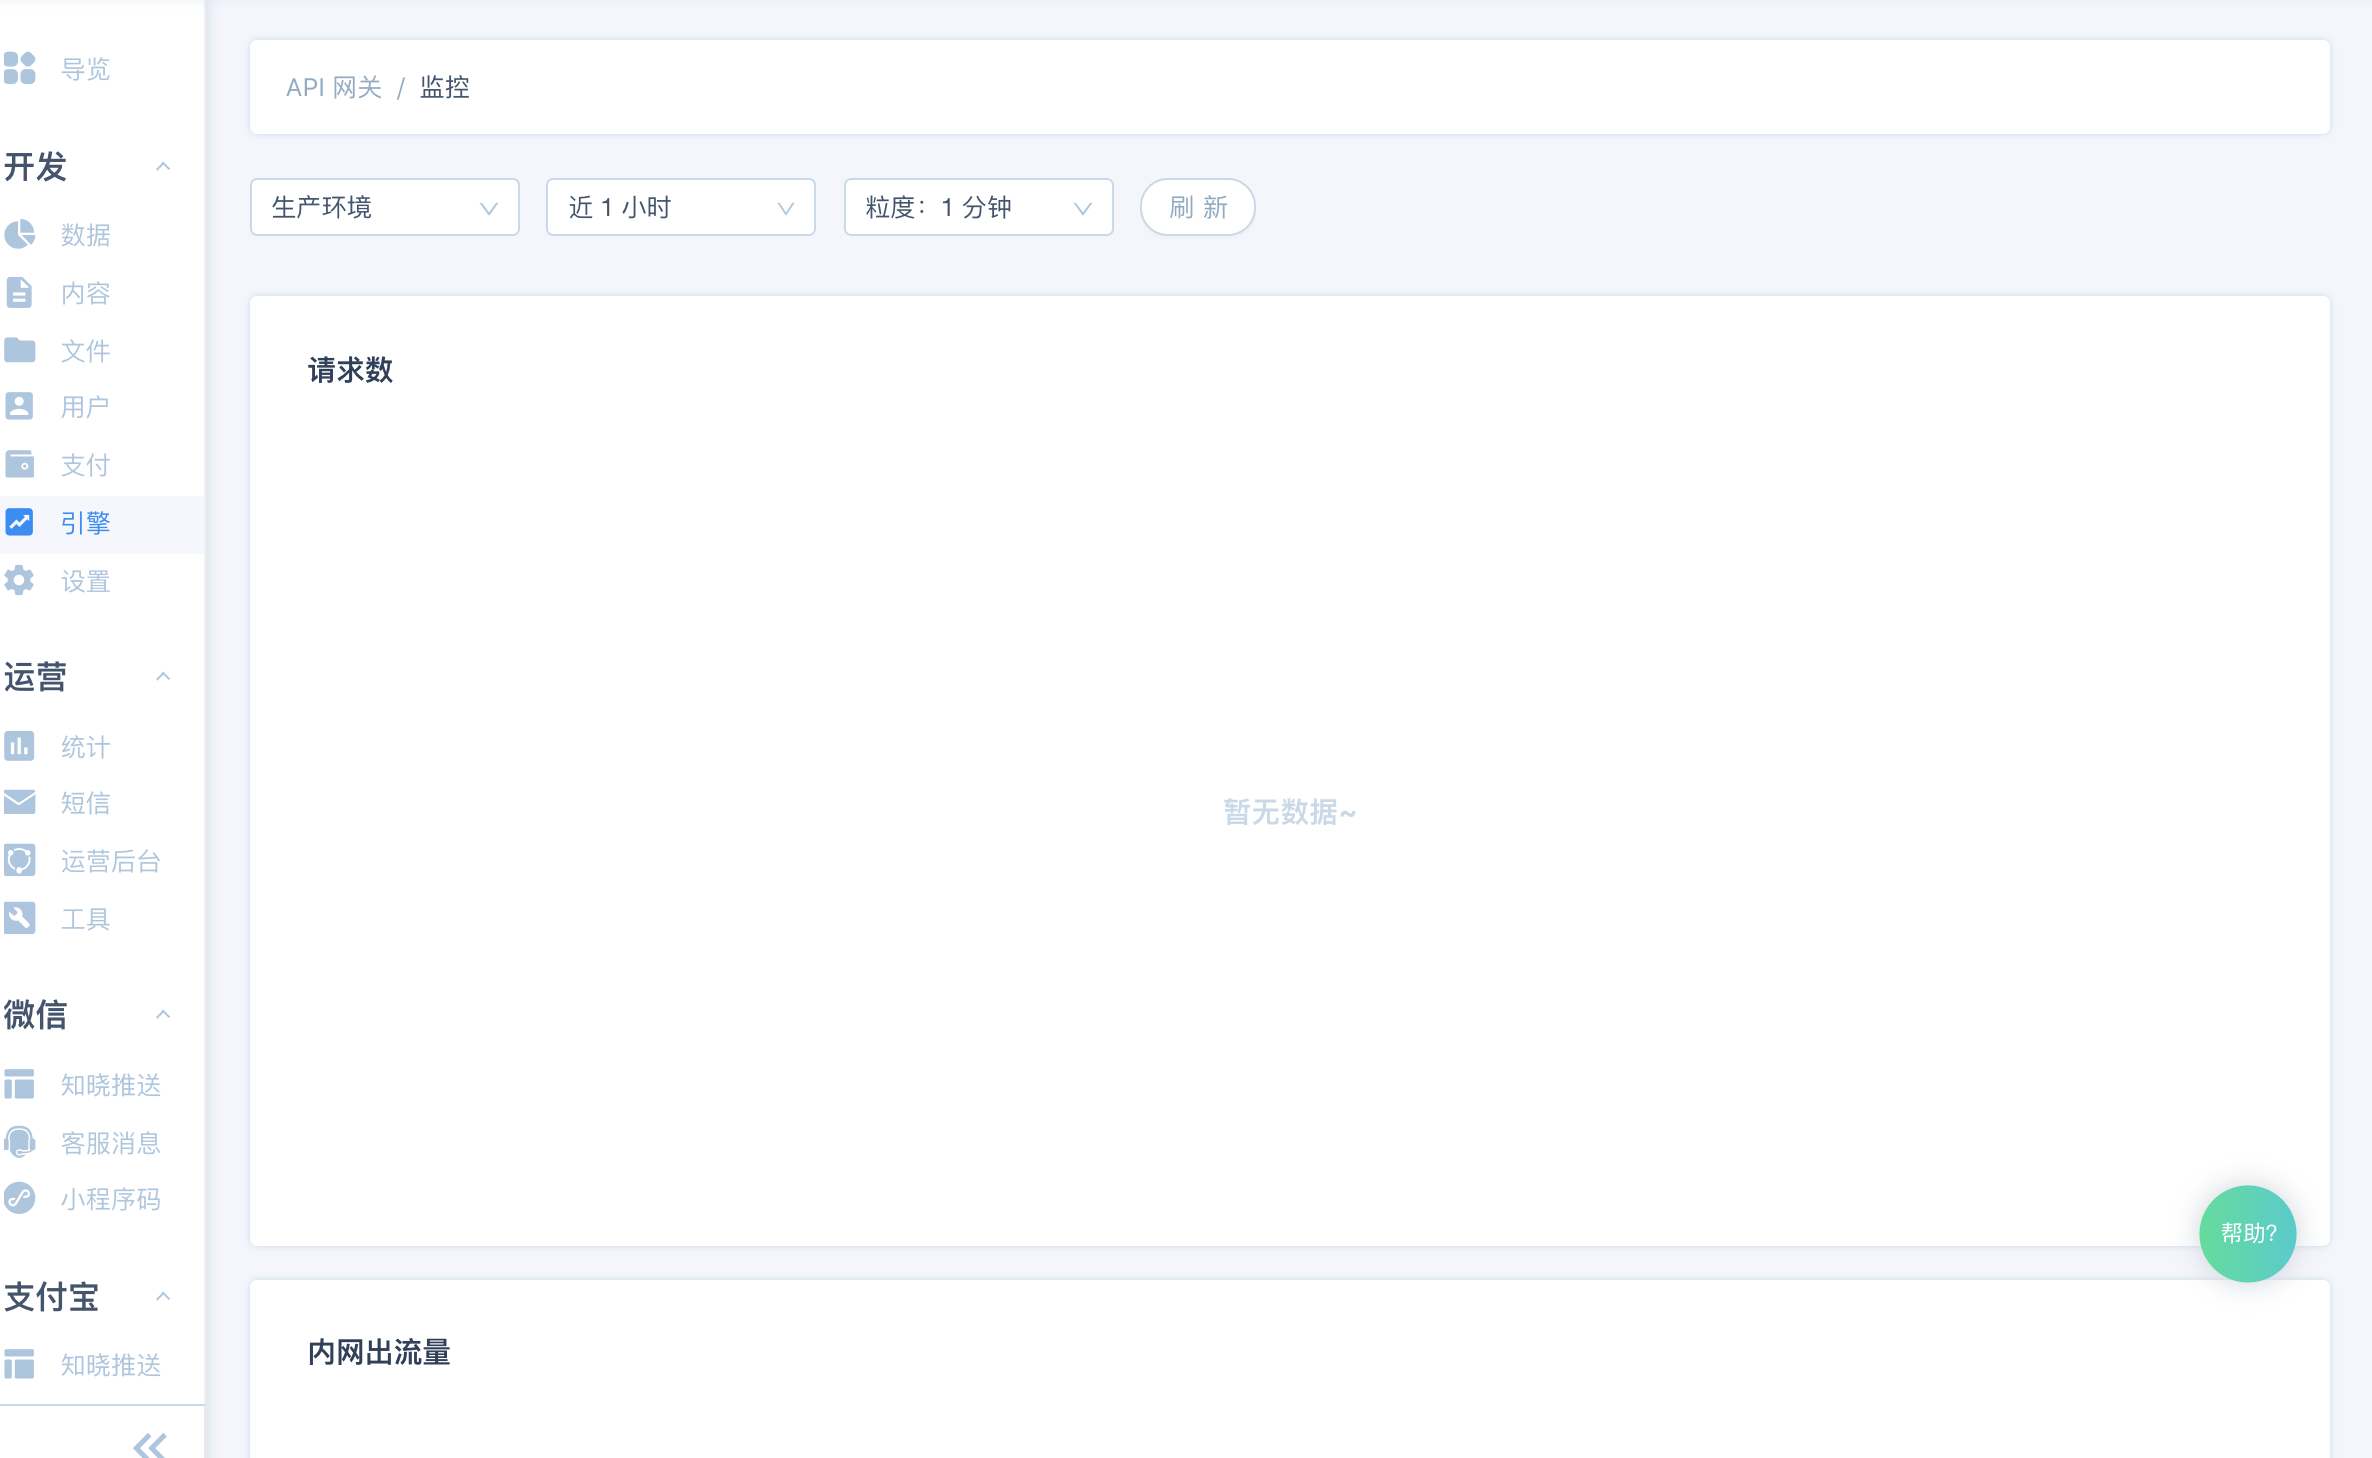 导览
开发
数据
内容
文件
用户
支付
引擎
设置
运营
统计
短信
运营后台
工具
微信
知晓推送
客服消息
小程序码
支付宝
知晓推送
API 网关 / 监控
生产环境
近 1 小时
粒度：1 分钟
刷 新
请求数
暂无数据~
帮助?
内网出流量